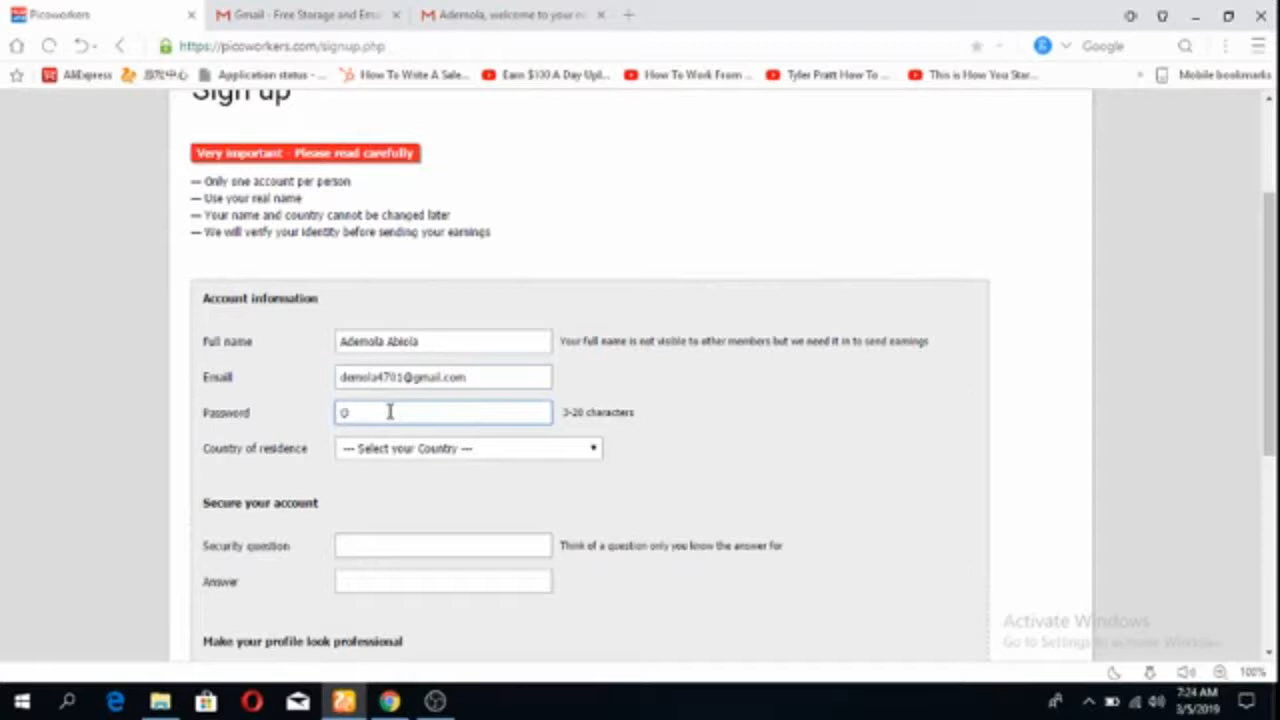 Picoworkers
Gmail - Free Storage and Ema
Ademola, welcome to your n
https://picoworkers.com/signup.php
Google
AliExpress
Application status - ...
How To Write A Sale...
Earn $100 A Day Upl...
How To Work From ...
Tyler Pratt How To ...
This is How You Star...
Mobile bookmarks
Sign up
Very important - Please read carefully
— Only one account per person
— Use your real name
— Your name and country cannot be changed later
— We will verify your identity before sending your earnings
Account information
Full name
Ademola Abiola
Your full name is not visible to other members but we need it in to send earnings
Email
demola4701@gmail.com
Password
3-20 characters
Country of residence
--- Select your Country ---
Secure your account
Security question
Think of a question only you know the answer for
Answer
Make your profile look professional
Activate Windows
Go to Settings to activate Windows.
100%
7:24 AM
3/5/2019